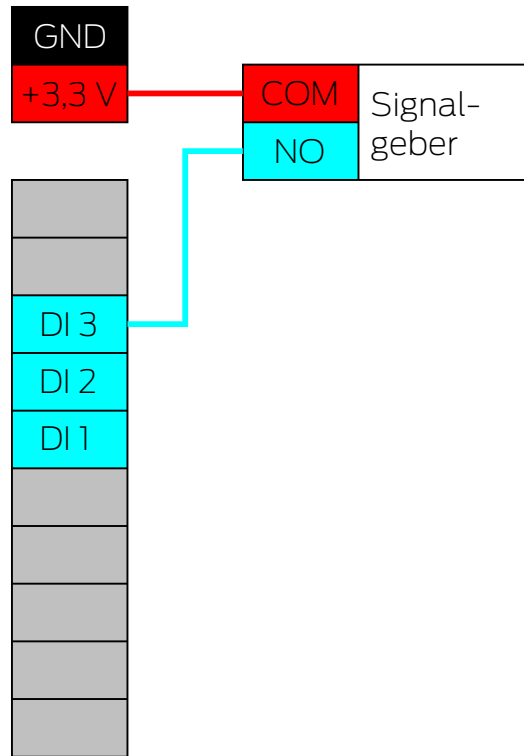 GND
+3,3 V
COM
NO
Signal-
geber
DI 3
DI 2
DI 1